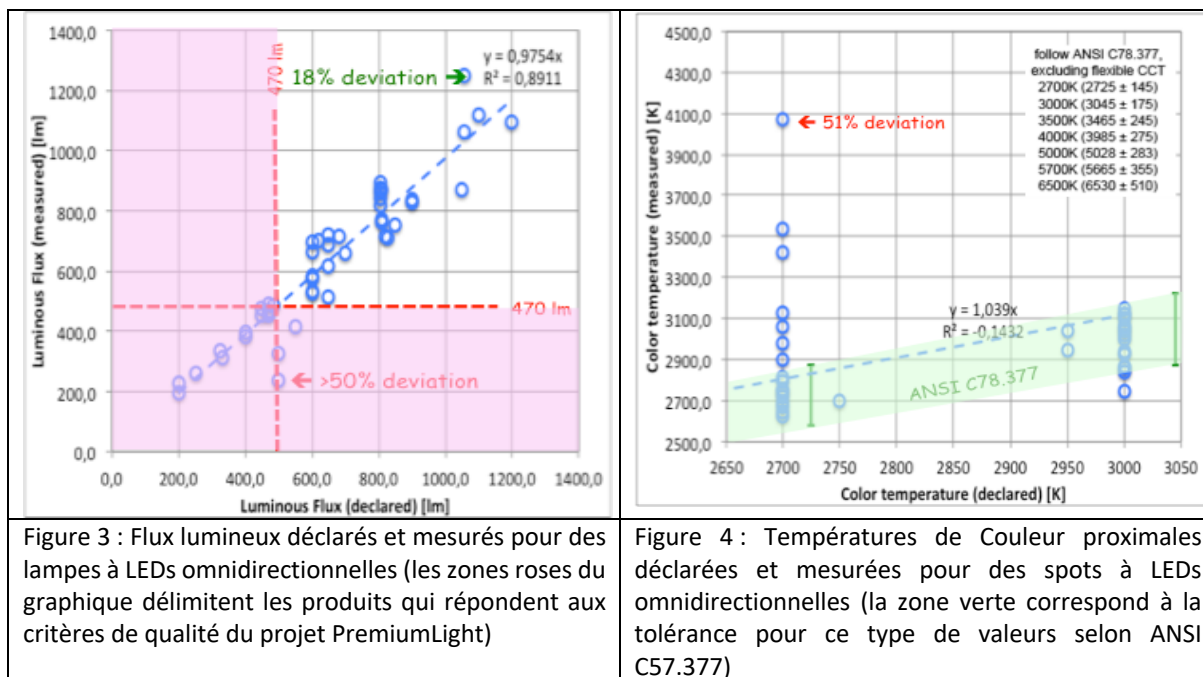 1400,0
1200,0
1000,0
800,0
600,0
400,0
200,0
0,0
Luminous Flux (measured) [lm]
470 lm
y = 0,9754x
R² = 0,8911
18% deviation →
470 lm
← >50% deviation
0,0 200,0 400,0 600,0 800,0 1000,0 1200,0 1400,0
Luminous Flux (declared) [lm]
4500,0
4300,0
4100,0
3900,0
3700,0
3500,0
3300,0
3100,0
2900,0
2700,0
2500,0
Color temperature (measured) [K]
follow ANSI C78.377,
excluding flexible CCT
2700K (2725 ± 145)
3000K (3045 ± 175)
3500K (3465 ± 245)
4000K (3985 ± 275)
5000K (5028 ± 283)
5700K (5665 ± 355)
6500K (6530 ± 510)
← 51% deviation
y = 1,039x
R² = -0,1432
ANSI C78.377
2650 2700 2750 2800 2850 2900 2950 3000 3050
Color temperature (declared) [K]
Figure 3 : Flux lumineux déclarés et mesurés pour des
lampes à LEDs omnidirectionnelles (les zones roses du
graphique délimitent les produits qui répondent aux
critères de qualité du projet PremiumLight)
Figure 4 : Températures de Couleur proximales
déclarées et mesurées pour des spots à LEDs
omnidirectionnelles (la zone verte correspond à la
tolérance pour ce type de valeurs selon ANSI
C57.377)